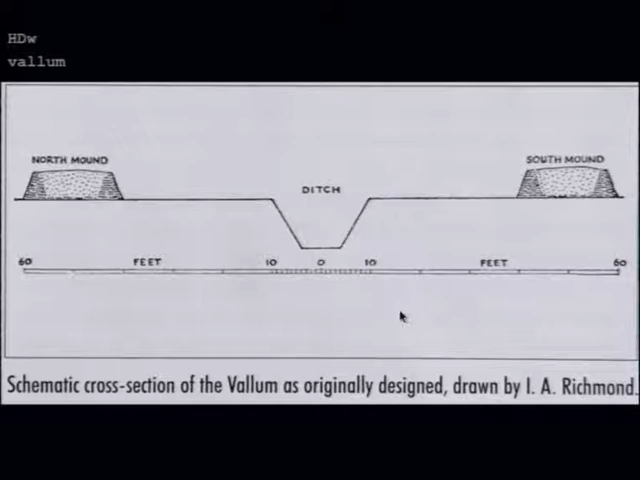 HDw
vallum
NORTH MOUND
SOUTH MOUND
DITCH
60 FEET 10 0 10 FEET 60
Schematic cross-section of the Vallum as originally designed, drawn by I. A. Richmond.